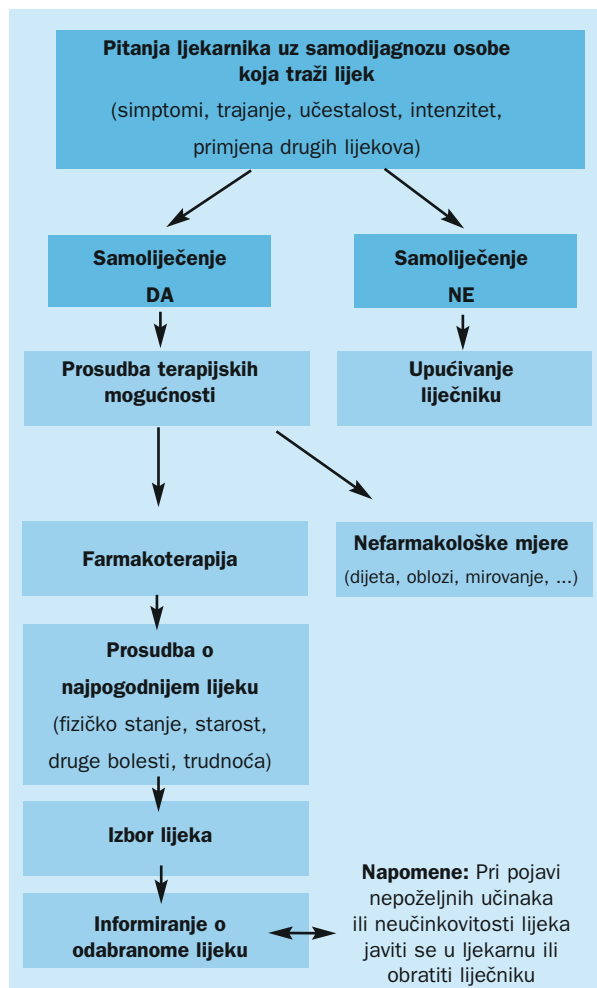 Pitanja ljekarnika uz samodijagnozu osobe
koja traži lijek
(simptomi, trajanje, učestalost, intenzitet,
primjena drugih lijekova)
Samoliječenje
DA
Samoliječenje
NE
Prosudba terapijskih
mogućnosti
Upućivanje
liječniku
Farmakoterapija
Nefarmakološke mjere
(dijeta, oblozi, mirovanje, ...)
Prosudba o
najpogodnijem lijeku
(fizičko stanje, starost,
druge bolesti, trudnoća)
Izbor lijeka
Informiranje o
odabranome lijeku
Napomene: Pri pojavi
nepoželjnih učinaka
ili neučinkovitosti lijeka
javiti se u ljekarnu ili
obratiti liječniku